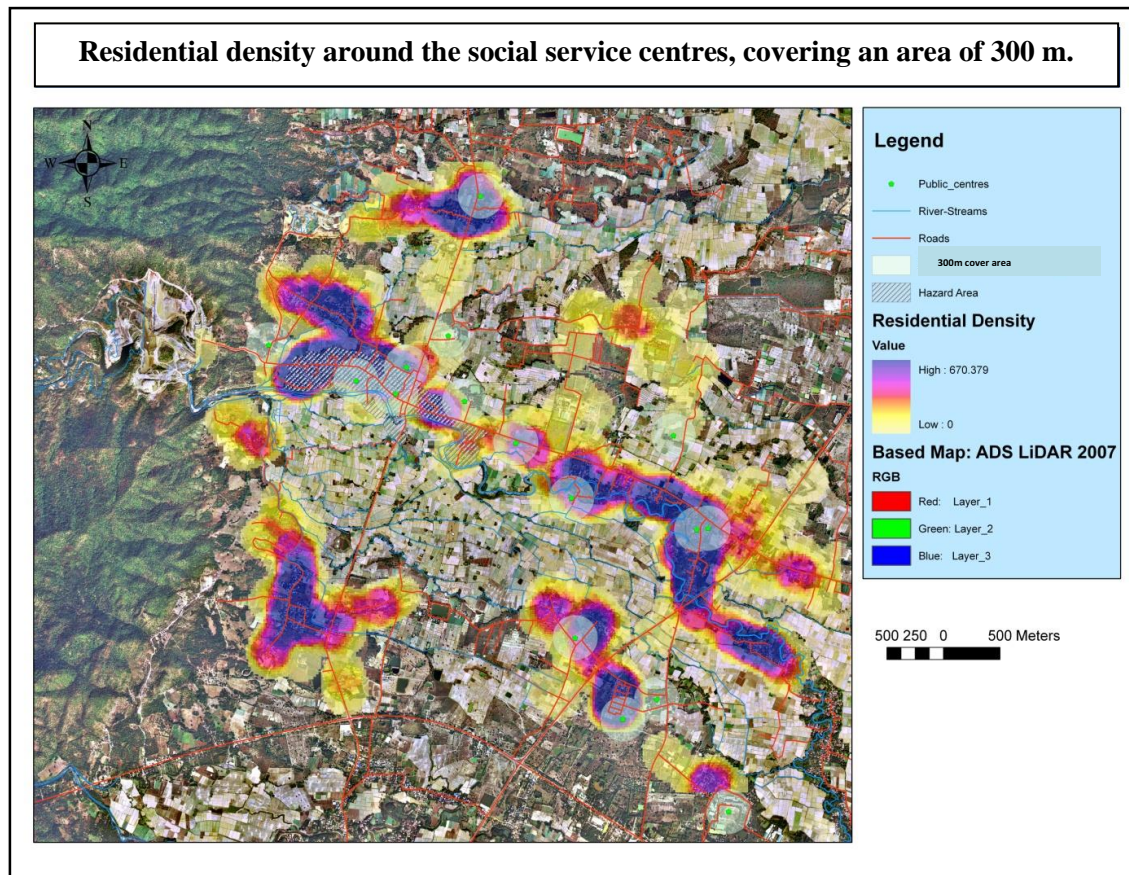 Residential density around the social service centres, covering an area of 300 m.
N
W E
S
Legend
Public_centres
River-Streams
Roads
300m cover area
Hazard Area
Residential Density
Value
High : 670.379
Low : 0
Based Map: ADS LiDAR 2007
RGB
Red: Layer_1
Green: Layer_2
Blue: Layer_3
500 250 0 500 Meters